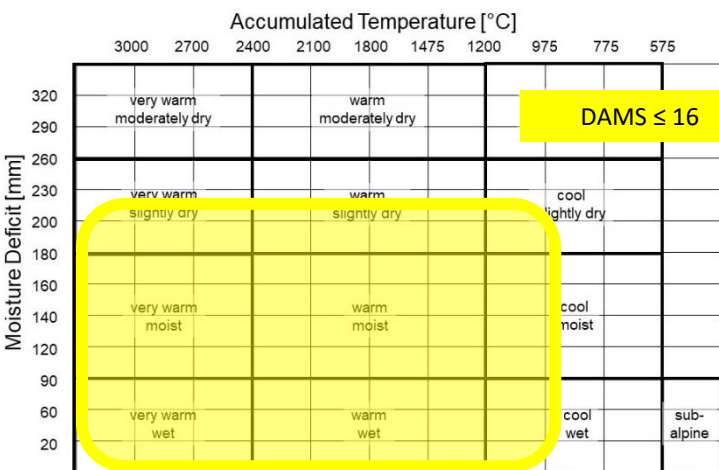 Accumulated Temperature [°C]
3000 2700 2400 2100 1800 1475 1200 975 775 575
Moisture Deficit [mm]
320
very warm
moderately dry
warm
moderately dry
DAMS ≤ 16
290
260
230
very warm
slightly dry
warm
slightly dry
cool
lightly dry
200
180
160
very warm
moist
warm
moist
cool
moist
140
120
90
60
very warm
wet
warm
wet
cool
wet
sub-
alpine
20